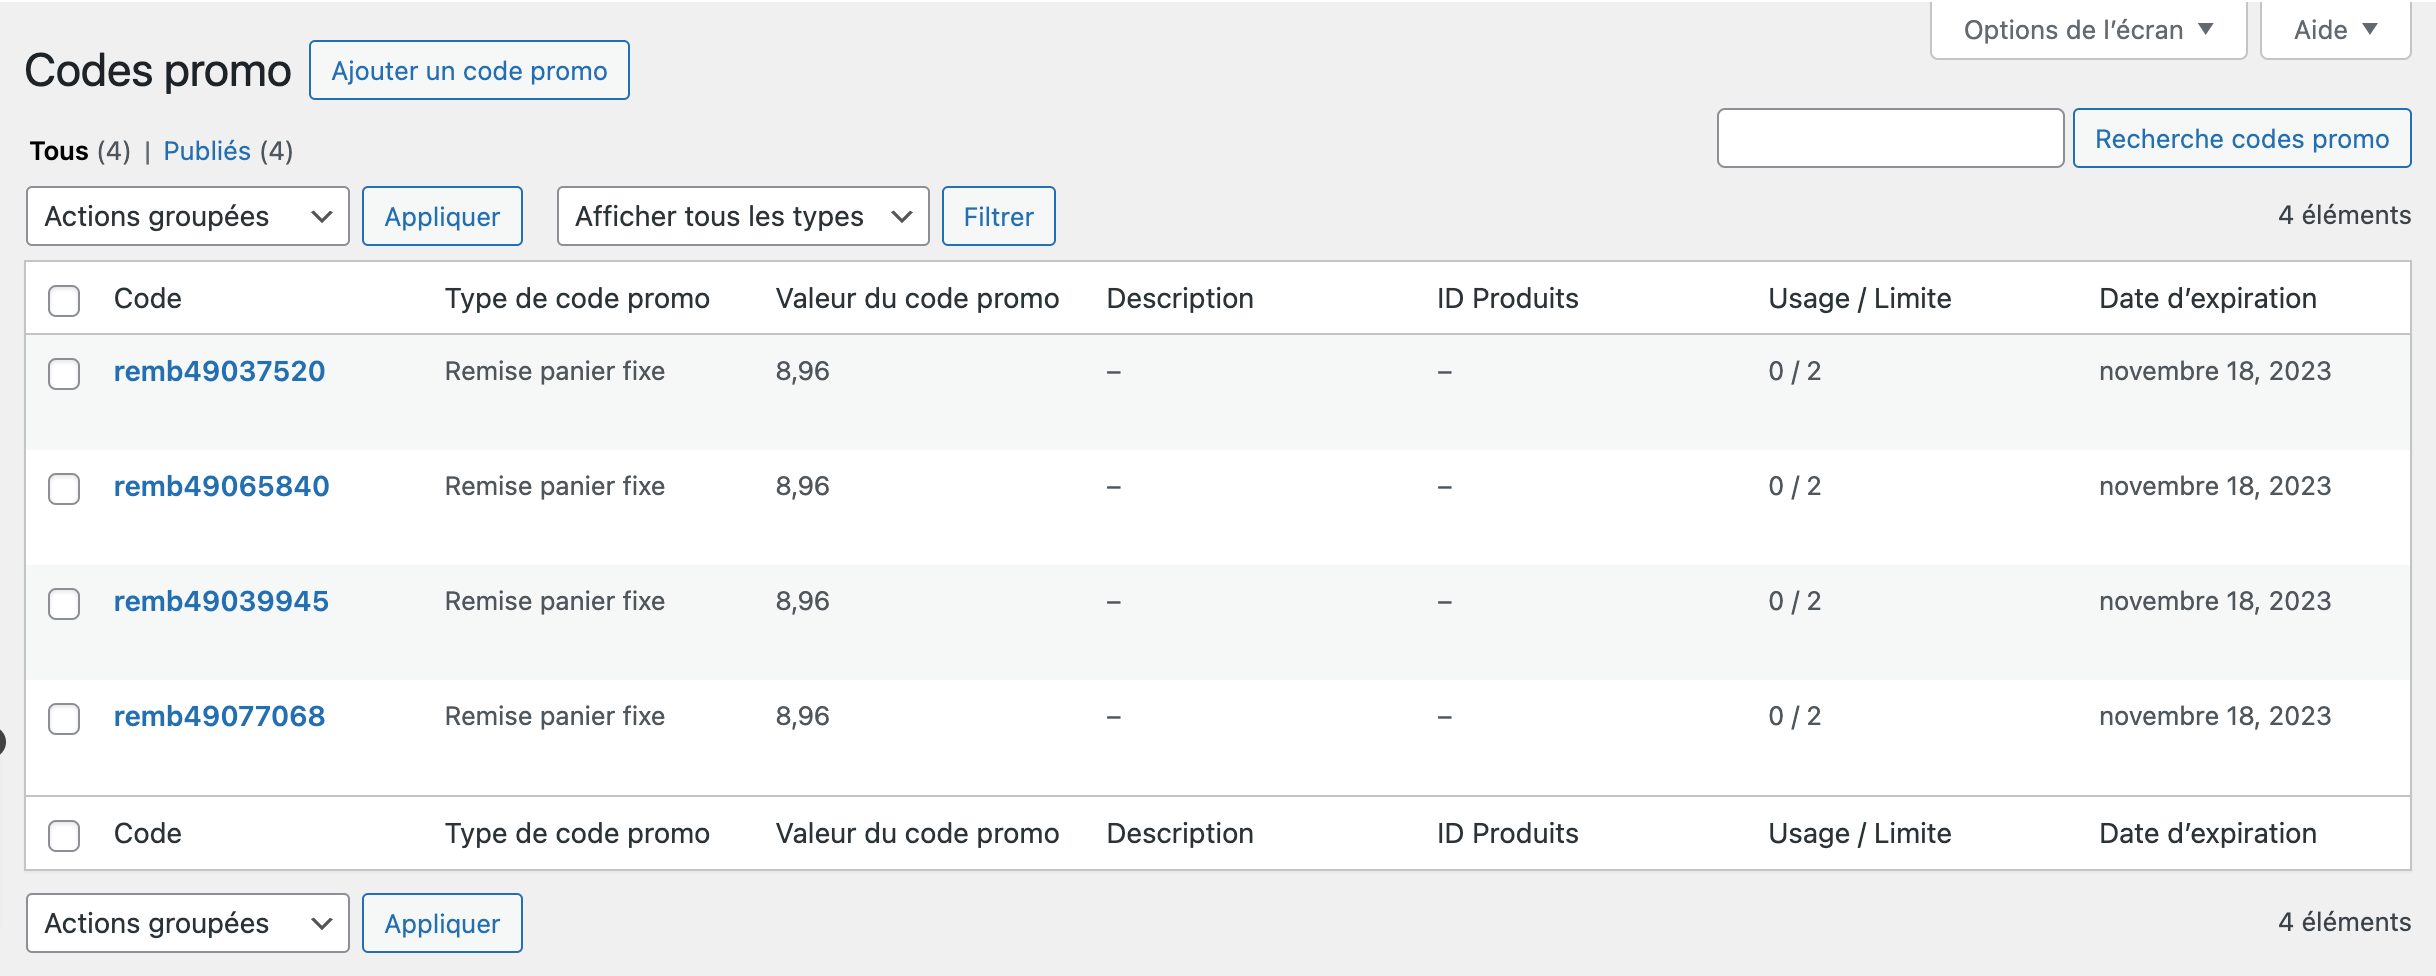 Options de l’écran ▼ Aide ▼
Codes promo Ajouter un code promo
Tous (4) | Publiés (4) Recherche codes promo
Actions groupées Appliquer Afficher tous les types Filtrer 4 éléments
Code Type de code promo Valeur du code promo Description ID Produits Usage / Limite Date d’expiration
remb49037520 Remise panier fixe 8,96 – – 0 / 2 novembre 18, 2023
remb49065840 Remise panier fixe 8,96 – – 0 / 2 novembre 18, 2023
remb49039945 Remise panier fixe 8,96 – – 0 / 2 novembre 18, 2023
remb49077068 Remise panier fixe 8,96 – – 0 / 2 novembre 18, 2023
Code Type de code promo Valeur du code promo Description ID Produits Usage / Limite Date d’expiration
Actions groupées Appliquer 4 éléments